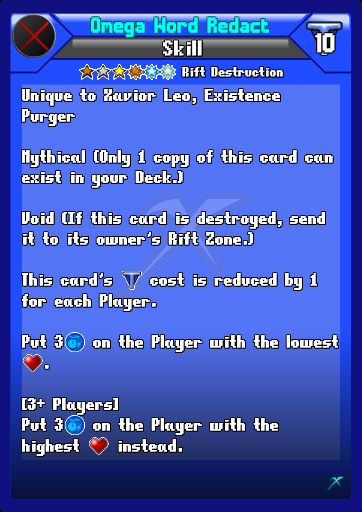 Omega Word Redact
Skill
10
Rift Destruction
Unique to Xavior Leo, Existence
Purger
Mythical (Only 1 copy of this card can
exist in your Deck.)
Void (If this card is destroyed, send
it to its owner's Rift Zone.)
This card's cost is reduced by 1
for each Player.
Put 3 on the Player with the lowest
.
[3+ Players]
Put 3 on the Player with the
highest instead.